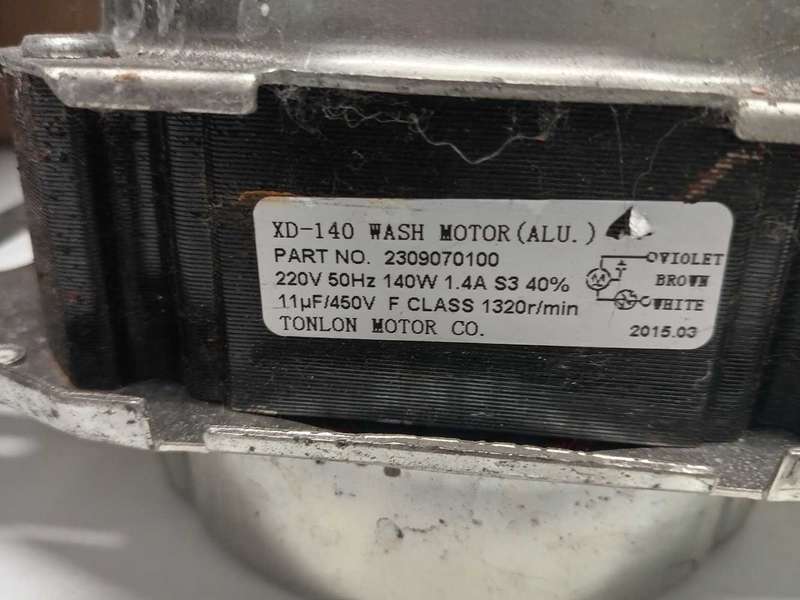 XD-140 WASH MOTOR(ALU.)
PART NO. 2309070100
220V 50Hz 140W 1.4A S3 40%
11μF/450V F CLASS 1320r/min
TONLON MOTOR CO.
VIOLET
BROWN
WHITE
2015.03